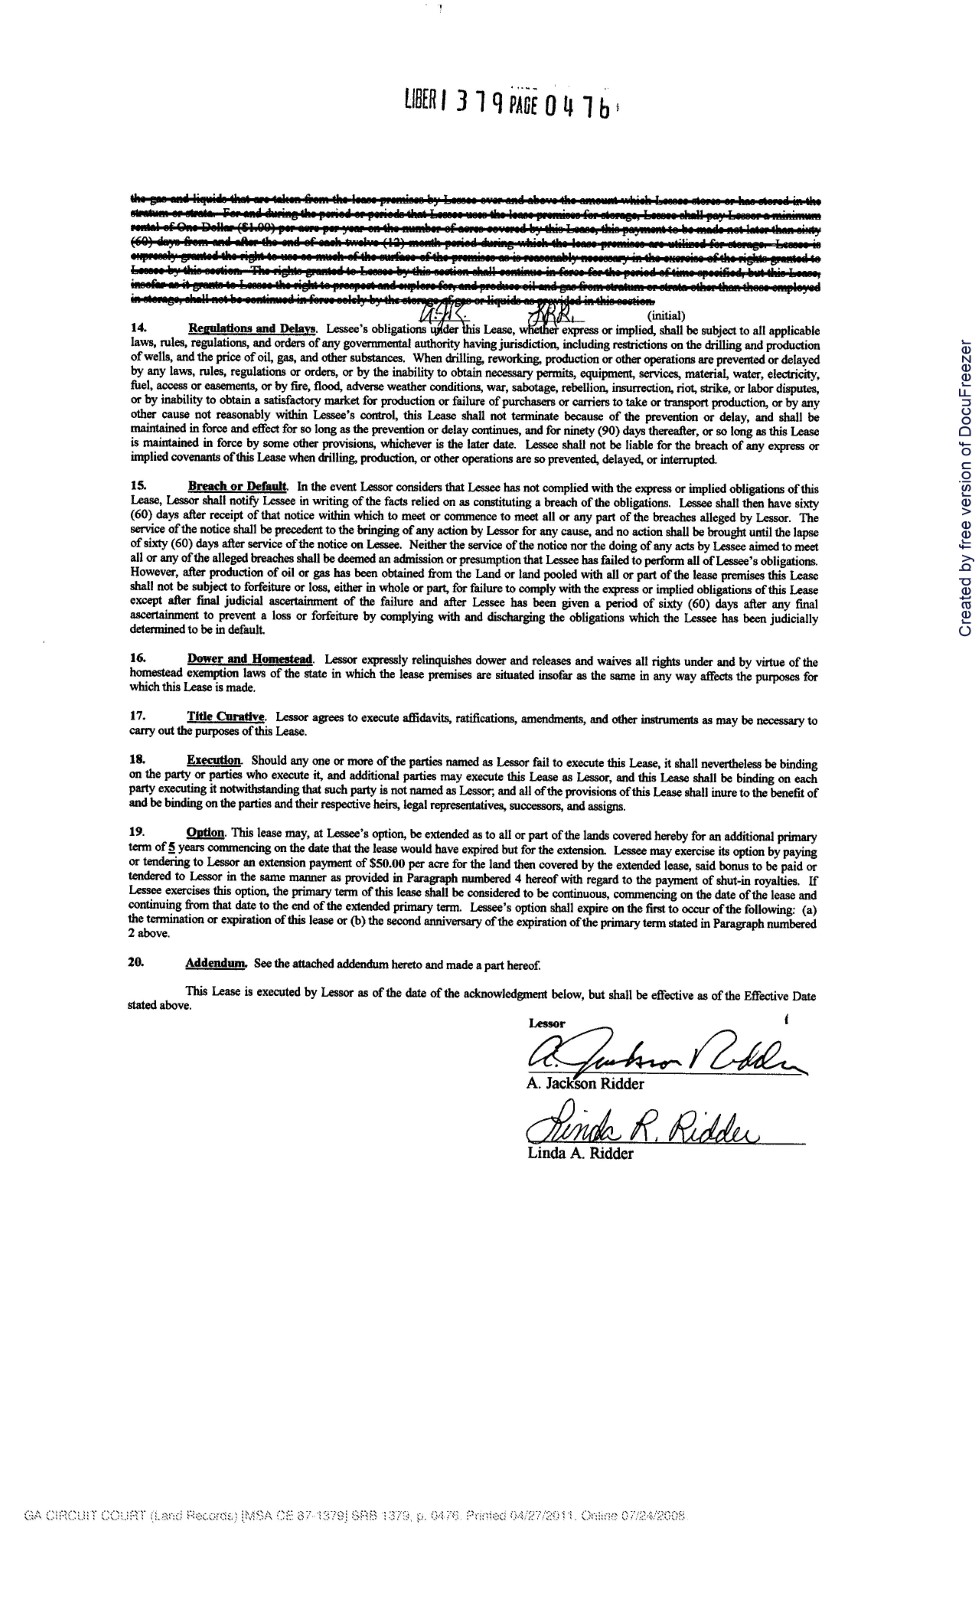 LIBER 1 3 7 9 PAGE 0 4 7 6
the gas and liquids that are taken from the lease premises by Lessee over and above the amount which Lessee stores or has stored in the
stratum or strata. For and during the period or periods that Lessee uses the lease premises for storage, Lessee shall pay Lessor a minimum
rental of One Dollar ($1.00) per acre per year on the number of acres covered by this Lease, this payment to be made not later than sixty
(60) days from and after the end of each twelve (12) month period during which the lease premises are utilized for storage. Lessee is
expressly granted the right to use as much of the surface of the premises as is reasonably necessary in the exercise of the rights granted to
Lessee by this section. The rights granted to Lessee by this section shall continue in force for the period of time specified, but this Lease,
insofar as it grants to Lessee the right to prospect and explore for, and produce oil and gas from stratum or strata other than those employed
in storage, shall not be continued in force solely by the storage of gas or liquids as provided in this section.
(initial)
14. Regulations and Delays. Lessee's obligations under this Lease, whether express or implied, shall be subject to all applicable
laws, rules, regulations, and orders of any governmental authority having jurisdiction, including restrictions on the drilling and production
of wells, and the price of oil, gas, and other substances. When drilling, reworking, production or other operations are prevented or delayed
by any laws, rules, regulations or orders, or by the inability to obtain necessary permits, equipment, services, material, water, electricity,
fuel, access or easements, or by fire, flood, adverse weather conditions, war, sabotage, rebellion, insurrection, riot, strike, or labor disputes,
or by inability to obtain a satisfactory market for production or failure of purchasers or carriers to take or transport production, or by any
other cause not reasonably within Lessee's control, this Lease shall not terminate because of the prevention or delay, and shall be
maintained in force and effect for so long as the prevention or delay continues, and for ninety (90) days thereafter, or so long as this Lease
is maintained in force by some other provisions, whichever is the later date. Lessee shall not be liable for the breach of any express or
implied covenants of this Lease when drilling, production, or other operations are so prevented, delayed, or interrupted.
15. Breach or Default. In the event Lessor considers that Lessee has not complied with the express or implied obligations of this
Lease, Lessor shall notify Lessee in writing of the facts relied on as constituting a breach of the obligations. Lessee shall then have sixty
(60) days after receipt of that notice within which to meet or commence to meet all or any part of the breaches alleged by Lessor. The
service of the notice shall be precedent to the bringing of any action by Lessor for any cause, and no action shall be brought until the lapse
of sixty (60) days after service of the notice on Lessee. Neither the service of the notice nor the doing of any acts by Lessee aimed to meet
all or any of the alleged breaches shall be deemed an admission or presumption that Lessee has failed to perform all of Lessee's obligations.
However, after production of oil or gas has been obtained from the Land or land pooled with all or part of the lease premises this Lease
shall not be subject to forfeiture or loss, either in whole or part, for failure to comply with the express or implied obligations of this Lease
except after final judicial ascertainment of the failure and after Lessee has been given a period of sixty (60) days after any final
ascertainment to prevent a loss or forfeiture by complying with and discharging the obligations which the Lessee has been judicially
determined to be in default.
16. Dower and Homestead. Lessor expressly relinquishes dower and releases and waives all rights under and by virtue of the
homestead exemption laws of the state in which the lease premises are situated insofar as the same in any way affects the purposes for
which this Lease is made.
17. Title Curative. Lessor agrees to execute affidavits, ratifications, amendments, and other instruments as may be necessary to
carry out the purposes of this Lease.
18. Execution. Should any one or more of the parties named as Lessor fail to execute this Lease, it shall nevertheless be binding
on the party or parties who execute it, and additional parties may execute this Lease as Lessor, and this Lease shall be binding on each
party executing it notwithstanding that such party is not named as Lessor; and all of the provisions of this Lease shall inure to the benefit of
and be binding on the parties and their respective heirs, legal representatives, successors, and assigns.
19. Option. This lease may, at Lessee's option, be extended as to all or part of the lands covered hereby for an additional primary
term of 5 years commencing on the date that the lease would have expired but for the extension. Lessee may exercise its option by paying
or tendering to Lessor an extension payment of $50.00 per acre for the land then covered by the extended lease, said bonus to be paid or
tendered to Lessor in the same manner as provided in Paragraph numbered 4 hereof with regard to the payment of shut-in royalties. If
Lessee exercises this option, the primary term of this lease shall be considered to be continuous, commencing on the date of the lease and
continuing from that date to the end of the extended primary term. Lessee's option shall expire on the first to occur of the following: (a)
the termination or expiration of this lease or (b) the second anniversary of the expiration of the primary term stated in Paragraph numbered
2 above.
20. Addendum. See the attached addendum hereto and made a part hereof.
This Lease is executed by Lessor as of the date of the acknowledgment below, but shall be effective as of the Effective Date
stated above.
Lessor
A. Jackson Ridder
A. Jackson Ridder
Linda R. Ridder
Linda A. Ridder
GA CIRCUIT COURT (Land Records) [MSA CE 87-1379] SRB 1379, p. 0476. Printed 04/27/2011. Online 07/24/2008.
Created by free version of DocuFreezer